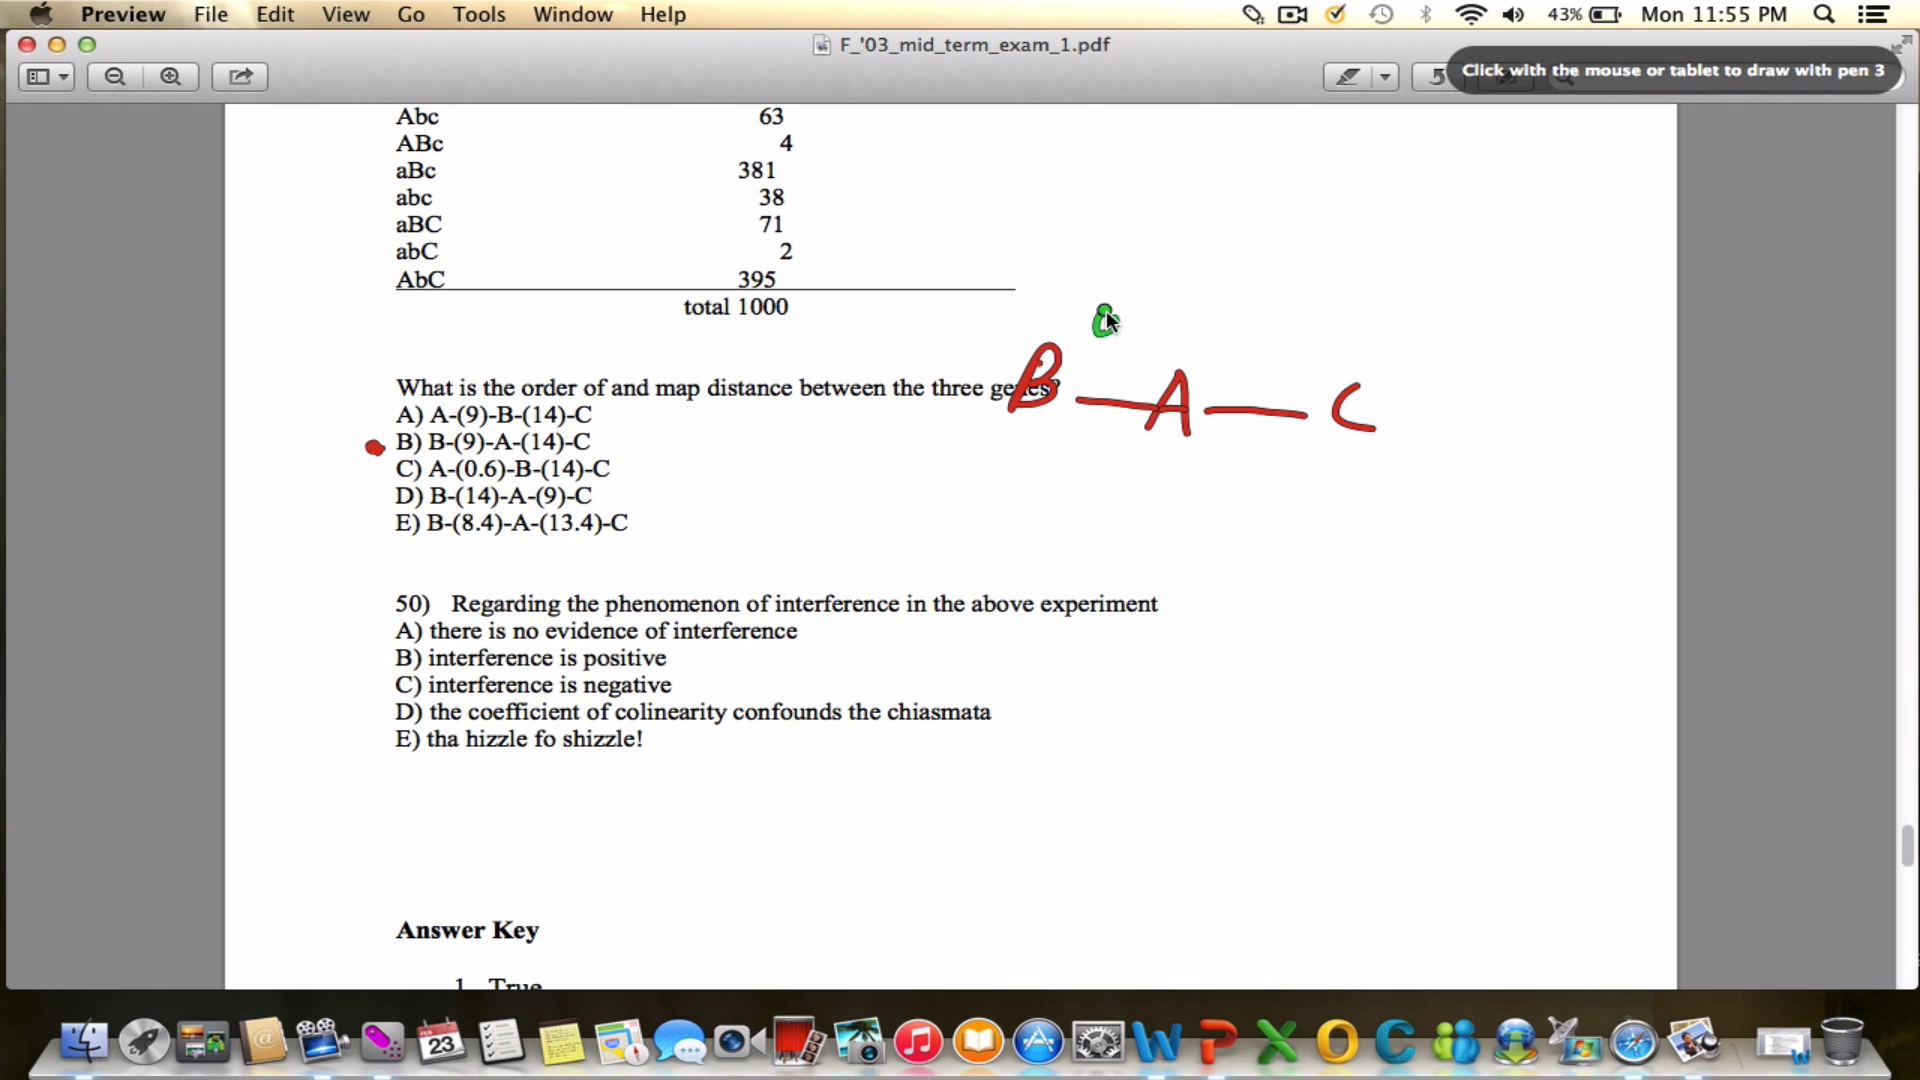 Preview File Edit View Go Tools Window Help 43% Mon 11:55 PM
F_'03_mid_term_exam_1.pdf
Click with the mouse or tablet to draw with pen 3
Abc 63
ABc 4
aBc 381
abc 38
aBC 71
abC 2
AbC 395
total 1000
B A C
What is the order of and map distance between the three genes?
A) A-(9)-B-(14)-C
B) B-(9)-A-(14)-C
C) A-(0.6)-B-(14)-C
D) B-(14)-A-(9)-C
E) B-(8.4)-A-(13.4)-C
50) Regarding the phenomenon of interference in the above experiment
A) there is no evidence of interference
B) interference is positive
C) interference is negative
D) the coefficient of colinearity confounds the chiasmata
E) tha hizzle fo shizzle!
Answer Key
1. True
FEB
23